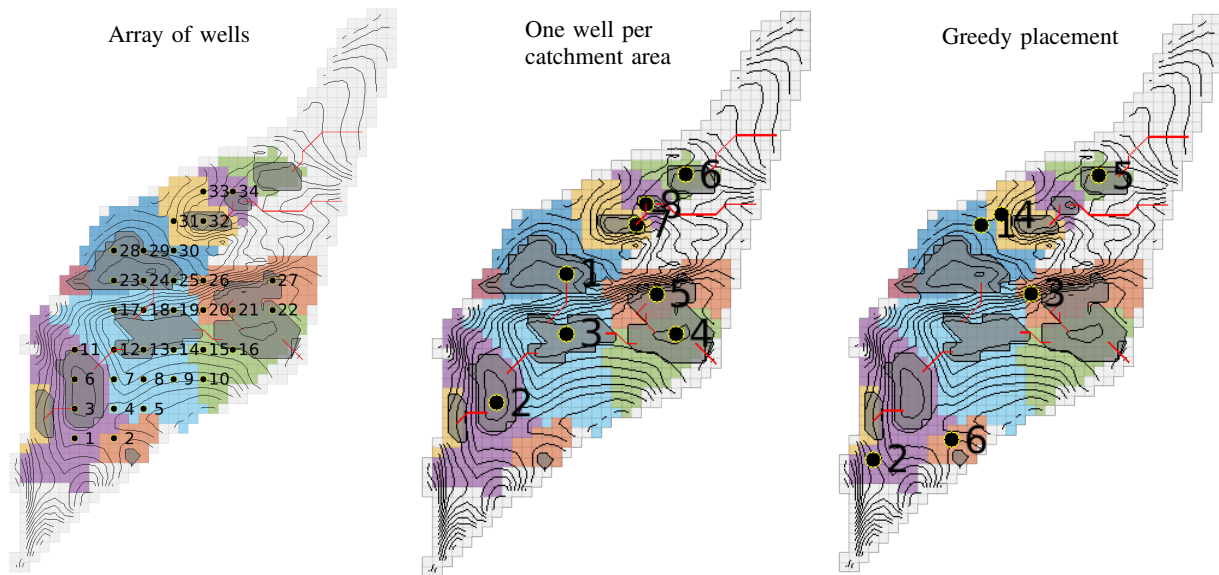 Array of wells
One well per
catchment area
Greedy placement
33 34
31 32
28 29 30
23 24 25 26 27
17 18 19 20 21 22
11 12 13 14 15 16
6 7 8 9 10
3 4 5
1 2
6
8
7
1
5
3 4
2
5
4
1
3
6
2